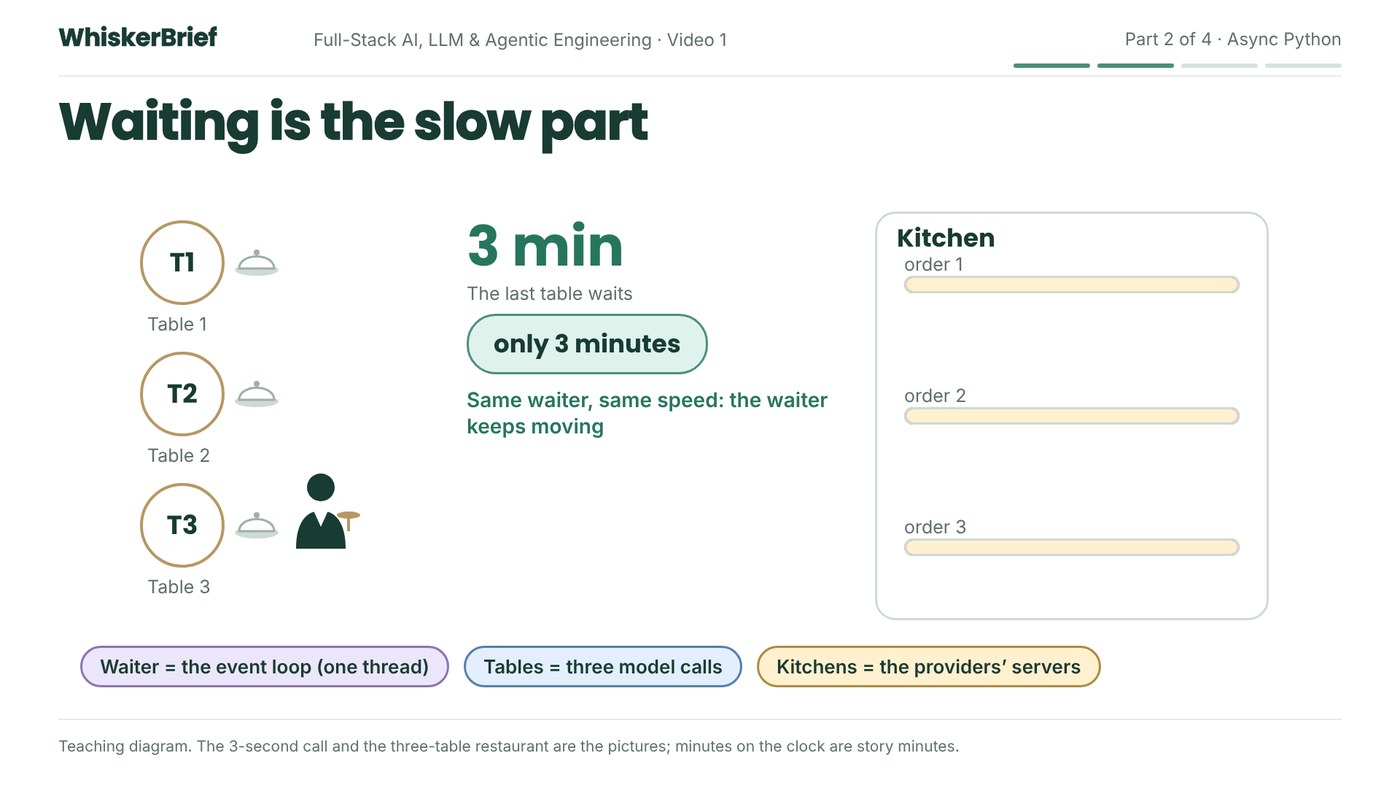 WhiskerBrief
Full-Stack AI, LLM & Agentic Engineering · Video 1
Part 2 of 4 · Async Python
Waiting is the slow part
T1
Table 1
T2
Table 2
T3
Table 3
3 min
The last table waits
only 3 minutes
Same waiter, same speed: the waiter
keeps moving
Kitchen
order 1
order 2
order 3
Waiter = the event loop (one thread)
Tables = three model calls
Kitchens = the providers’ servers
Teaching diagram. The 3-second call and the three-table restaurant are the pictures; minutes on the clock are story minutes.